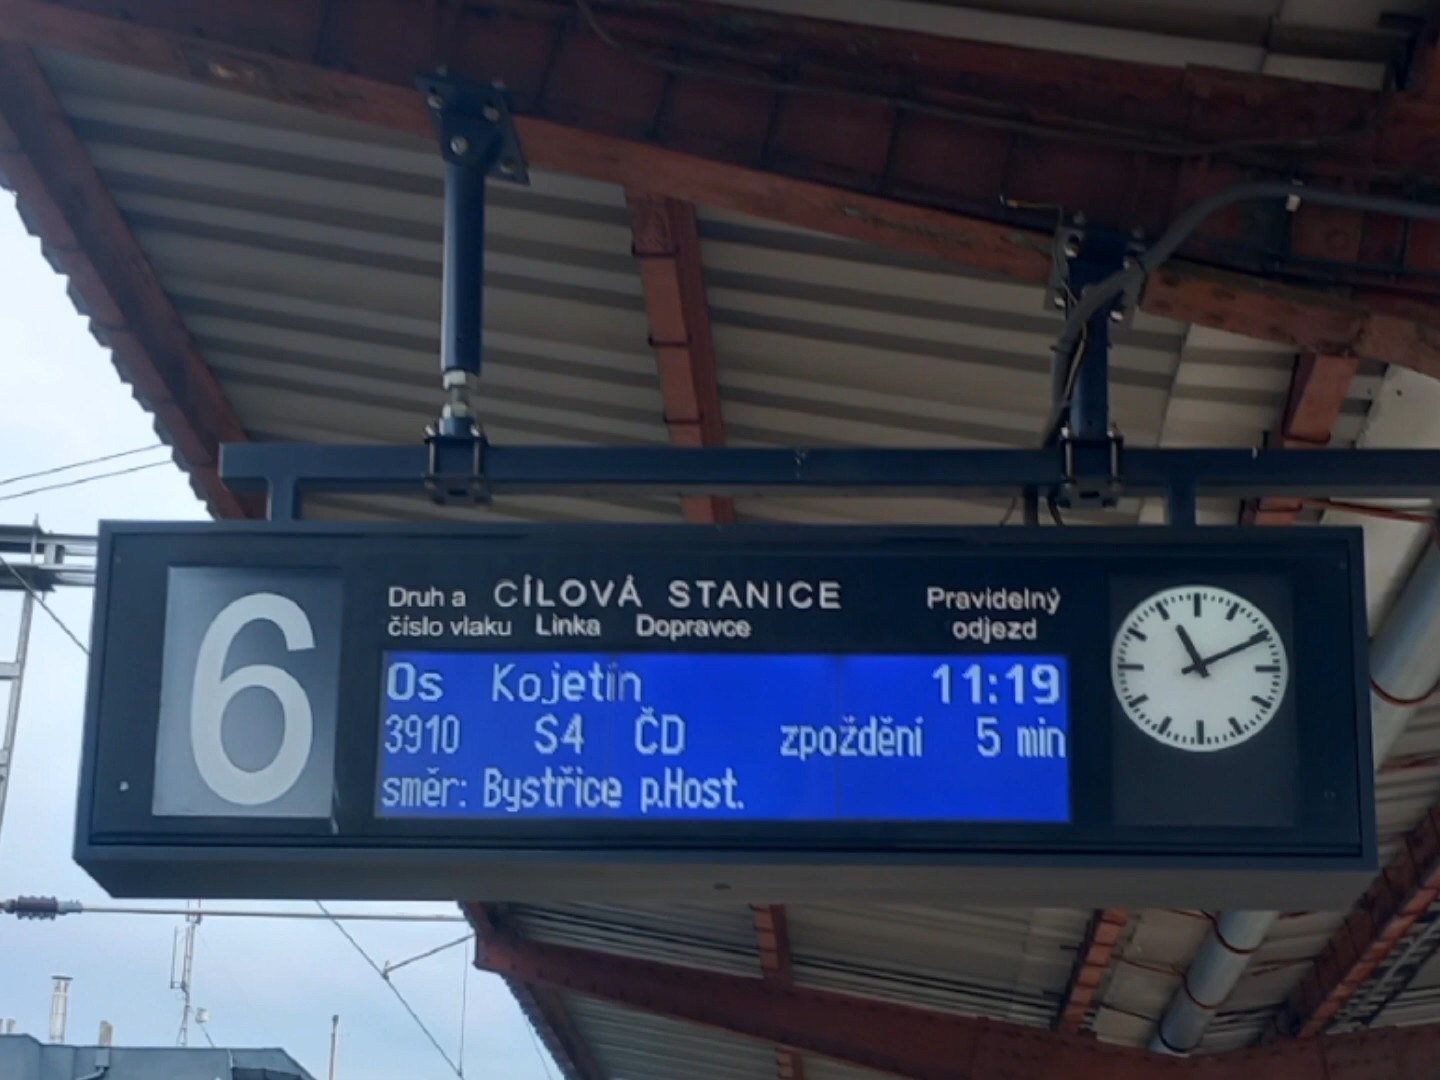 6
Druh a CÍLOVÁ STANICE Pravidelný
číslo vlaku Linka Dopravce odjezd
Os Kojetín 11:19
3910 S4 ČD zpoždění 5 min
směr: Bystřice p.Host.